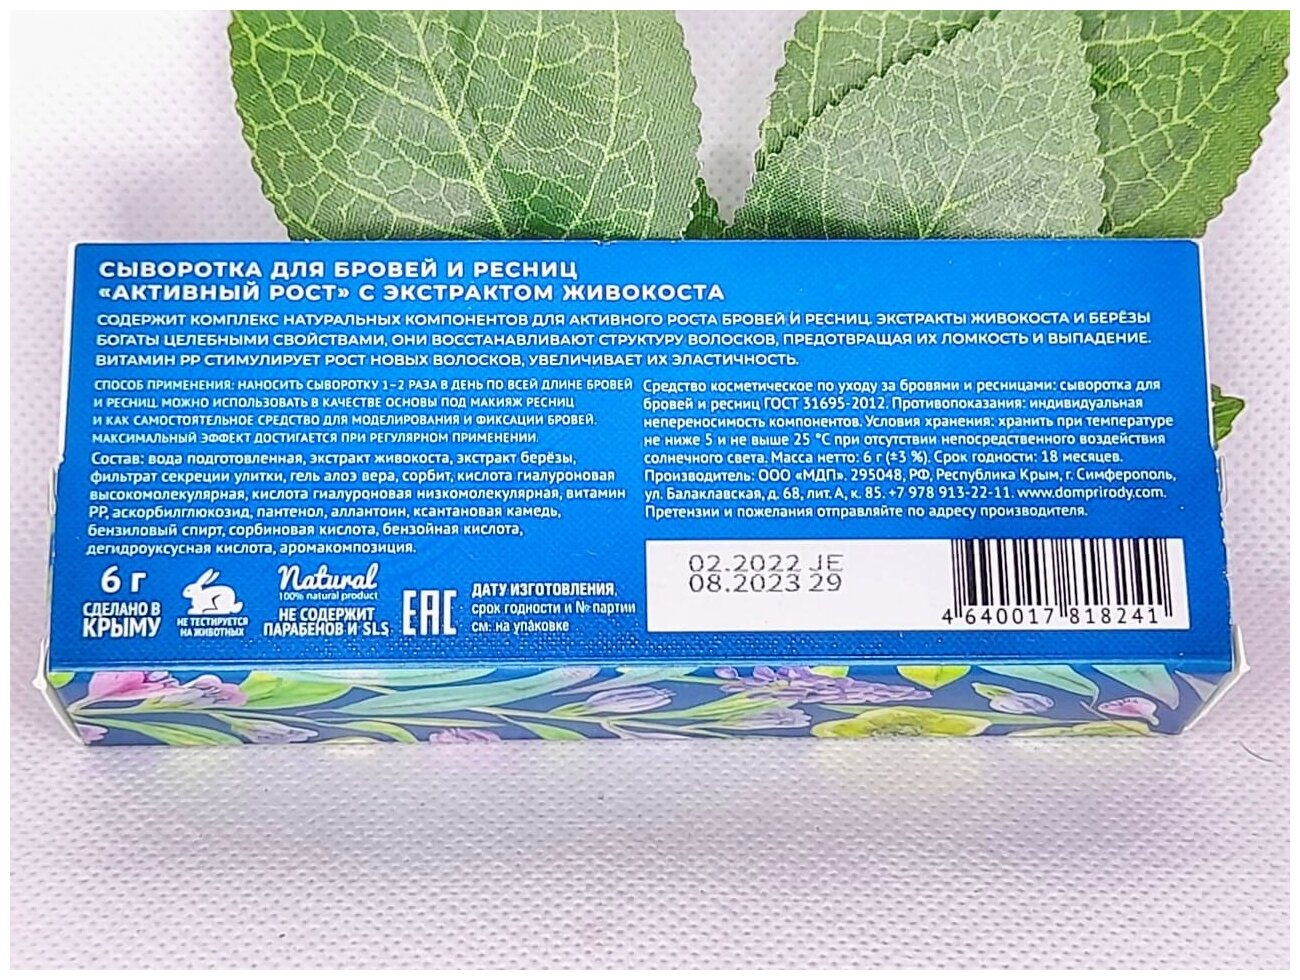 СЫВОРОТКА ДЛЯ БРОВЕЙ И РЕСНИЦ
«АКТИВНЫЙ РОСТ» С ЭКСТРАКТОМ ЖИВОКОСТА
СОДЕРЖИТ КОМПЛЕКС НАТУРАЛЬНЫХ КОМПОНЕНТОВ ДЛЯ АКТИВНОГО РОСТА БРОВЕЙ И РЕСНИЦ. ЭКСТРАКТЫ ЖИВОКОСТА И БЕРЁЗЫ
БОГАТЫ ЦЕЛЕБНЫМИ СВОЙСТВАМИ, ОНИ ВОССТАНАВЛИВАЮТ СТРУКТУРУ ВОЛОСКОВ, ПРЕДОТВРАЩАЯ ИХ ЛОМКОСТЬ И ВЫПАДЕНИЕ.
ВИТАМИН PP СТИМУЛИРУЕТ РОСТ НОВЫХ ВОЛОСКОВ, УВЕЛИЧИВАЕТ ИХ ЭЛАСТИЧНОСТЬ.
СПОСОБ ПРИМЕНЕНИЯ: НАНОСИТЬ СЫВОРОТКУ 1–2 РАЗА В ДЕНЬ ПО ВСЕЙ ДЛИНЕ БРОВЕЙ
И РЕСНИЦ. МОЖНО ИСПОЛЬЗОВАТЬ В КАЧЕСТВЕ ОСНОВЫ ПОД МАКИЯЖ РЕСНИЦ
И КАК САМОСТОЯТЕЛЬНОЕ СРЕДСТВО ДЛЯ МОДЕЛИРОВАНИЯ И ФИКСАЦИИ БРОВЕЙ.
МАКСИМАЛЬНЫЙ ЭФФЕКТ ДОСТИГАЕТСЯ ПРИ РЕГУЛЯРНОМ ПРИМЕНЕНИИ.
Состав: вода подготовленная, экстракт живокоста, экстракт берёзы,
фильтрат секреции улитки, гель алоэ вера, сорбит, кислота гиалуроновая
высокомолекулярная, кислота гиалуроновая низкомолекулярная, витамин
PP, аскорбилглюкозид, пантенол, аллантоин, ксантановая камедь,
бензиловый спирт, сорбиновая кислота, бензойная кислота,
дегидроуксусная кислота, аромакомпозиция.
Средство косметическое по уходу за бровями и ресницами: сыворотка для
бровей и ресниц ГОСТ 31695-2012. Противопоказания: индивидуальная
непереносимость компонентов. Условия хранения: хранить при температуре
не ниже 5 и не выше 25 °C при отсутствии непосредственного воздействия
солнечного света. Масса нетто: 6 г (±3 %). Срок годности: 18 месяцев.
Производитель: ООО «МДП». 295048, РФ, Республика Крым, г. Симферополь,
ул. Балаклавская, д. 68, лит. А, к. 85. +7 978 913-22-11. www.domprirody.com.
Претензии и пожелания отправляйте по адресу производителя.
6 г
СДЕЛАНО В
КРЫМУ
НЕ ТЕСТИРУЕТСЯ
НА ЖИВОТНЫХ
Natural
100% natural product
НЕ СОДЕРЖИТ
ПАРАБЕНОВ И SLS
EAC
ДАТУ ИЗГОТОВЛЕНИЯ,
срок годности и № партии
см. на упаковке
02.2022 JE
08.2023 29
4 640017 818241